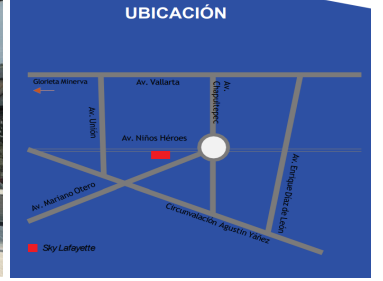 UBICACIÓN
Glorieta Minerva
Av. Vallarta
Av. Chapultepec
Av. Unión
Av. Niños Héroes
Av. Enrique Díaz de León
Av. Mariano Otero
Circunvalación Agustín Yáñez
Sky Lafayette